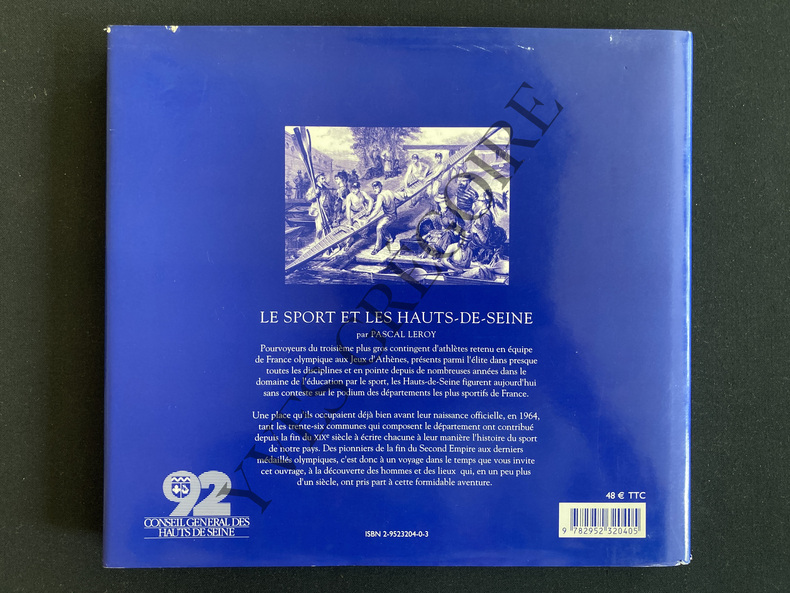 LE SPORT ET LES HAUTS-DE-SEINE
par PASCAL LEROY
Pourvoyeurs du troisième plus gros contingent d'athlètes retenu en équipe
de France olympique aux Jeux d'Athènes, présents parmi l'élite dans presque
toutes les disciplines et en pointe depuis de nombreuses années dans le
domaine de l'éducation par le sport, les Hauts-de-Seine figurent aujourd'hui
sans conteste sur le podium des départements les plus sportifs de France.
Une place qu'ils occupaient déjà bien avant leur naissance officielle, en 1964,
tant les trente-six communes qui composent le département ont contribué
depuis la fin du XIXe siècle à écrire chacune à leur manière l'histoire du sport
de notre pays. Des pionniers de la fin du Second Empire aux derniers
médaillés olympiques, c'est donc à un voyage dans le temps que vous invite
cet ouvrage, à la découverte des hommes et des lieux qui, en un peu plus
d'un siècle, ont pris part à cette formidable aventure.
92
CONSEIL GENERAL DES
HAUTS DE SEINE
ISBN 2-9523204-0-3
48 € TTC
9 782952 320405
YVES GREGOIRE